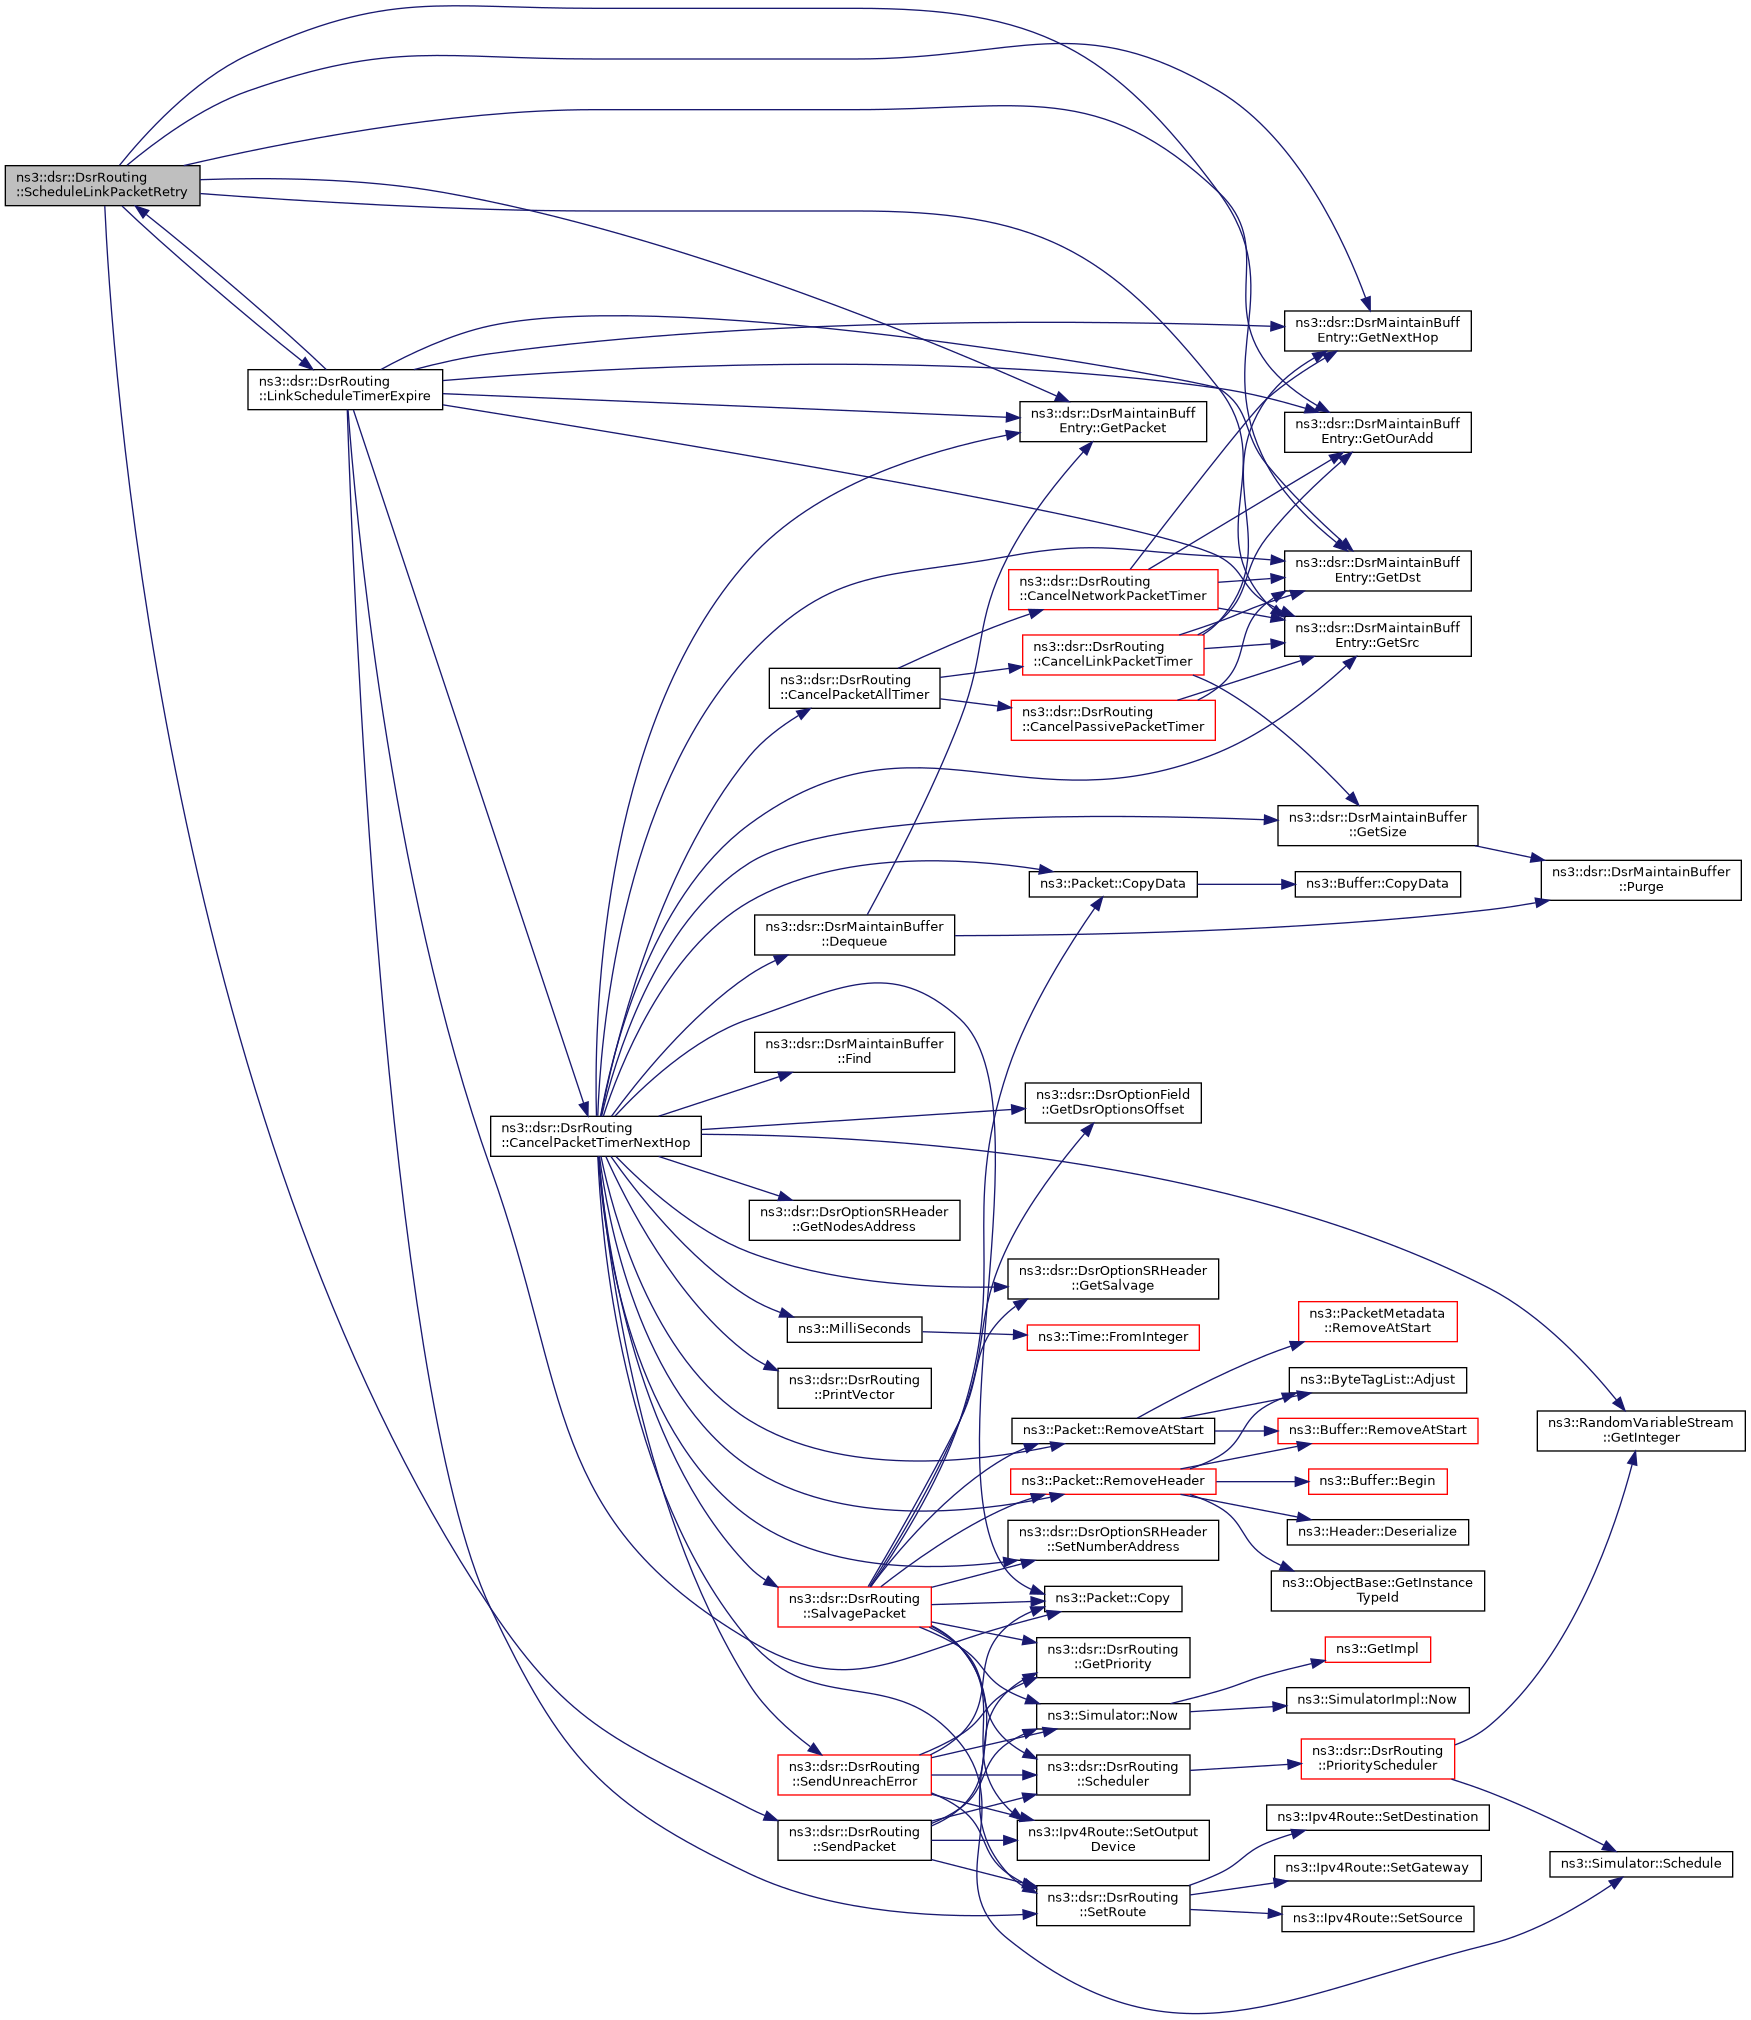 ns3::dsr::DsrRouting
::ScheduleLinkPacketRetry
ns3::dsr::DsrRouting
::LinkScheduleTimerExpire
ns3::dsr::DsrRouting
::CancelPacketTimerNextHop
ns3::dsr::DsrRouting
::CancelPacketAllTimer
ns3::dsr::DsrMaintainBuffer
::Dequeue
ns3::dsr::DsrMaintainBuffer
::Find
ns3::dsr::DsrOptionSRHeader
::GetNodesAddress
ns3::MilliSeconds
ns3::dsr::DsrRouting
::PrintVector
ns3::dsr::DsrRouting
::SalvagePacket
ns3::dsr::DsrRouting
::SendUnreachError
ns3::dsr::DsrRouting
::SendPacket
ns3::dsr::DsrMaintainBuff
Entry::GetPacket
ns3::dsr::DsrRouting
::CancelNetworkPacketTimer
ns3::dsr::DsrRouting
::CancelLinkPacketTimer
ns3::dsr::DsrRouting
::CancelPassivePacketTimer
ns3::Packet::CopyData
ns3::dsr::DsrOptionField
::GetDsrOptionsOffset
ns3::dsr::DsrOptionSRHeader
::GetSalvage
ns3::Time::FromInteger
ns3::Packet::RemoveAtStart
ns3::Packet::RemoveHeader
ns3::dsr::DsrOptionSRHeader
::SetNumberAddress
ns3::Packet::Copy
ns3::dsr::DsrRouting
::GetPriority
ns3::Simulator::Now
ns3::dsr::DsrRouting
::Scheduler
ns3::Ipv4Route::SetOutput
Device
ns3::dsr::DsrRouting
::SetRoute
ns3::dsr::DsrMaintainBuff
Entry::GetNextHop
ns3::dsr::DsrMaintainBuff
Entry::GetOurAdd
ns3::dsr::DsrMaintainBuff
Entry::GetDst
ns3::dsr::DsrMaintainBuff
Entry::GetSrc
ns3::dsr::DsrMaintainBuffer
::GetSize
ns3::Buffer::CopyData
ns3::PacketMetadata
::RemoveAtStart
ns3::ByteTagList::Adjust
ns3::Buffer::RemoveAtStart
ns3::Buffer::Begin
ns3::Header::Deserialize
ns3::ObjectBase::GetInstance
TypeId
ns3::GetImpl
ns3::SimulatorImpl::Now
ns3::dsr::DsrRouting
::PriorityScheduler
ns3::Ipv4Route::SetDestination
ns3::Ipv4Route::SetGateway
ns3::Ipv4Route::SetSource
ns3::dsr::DsrMaintainBuffer
::Purge
ns3::RandomVariableStream
::GetInteger
ns3::Simulator::Schedule